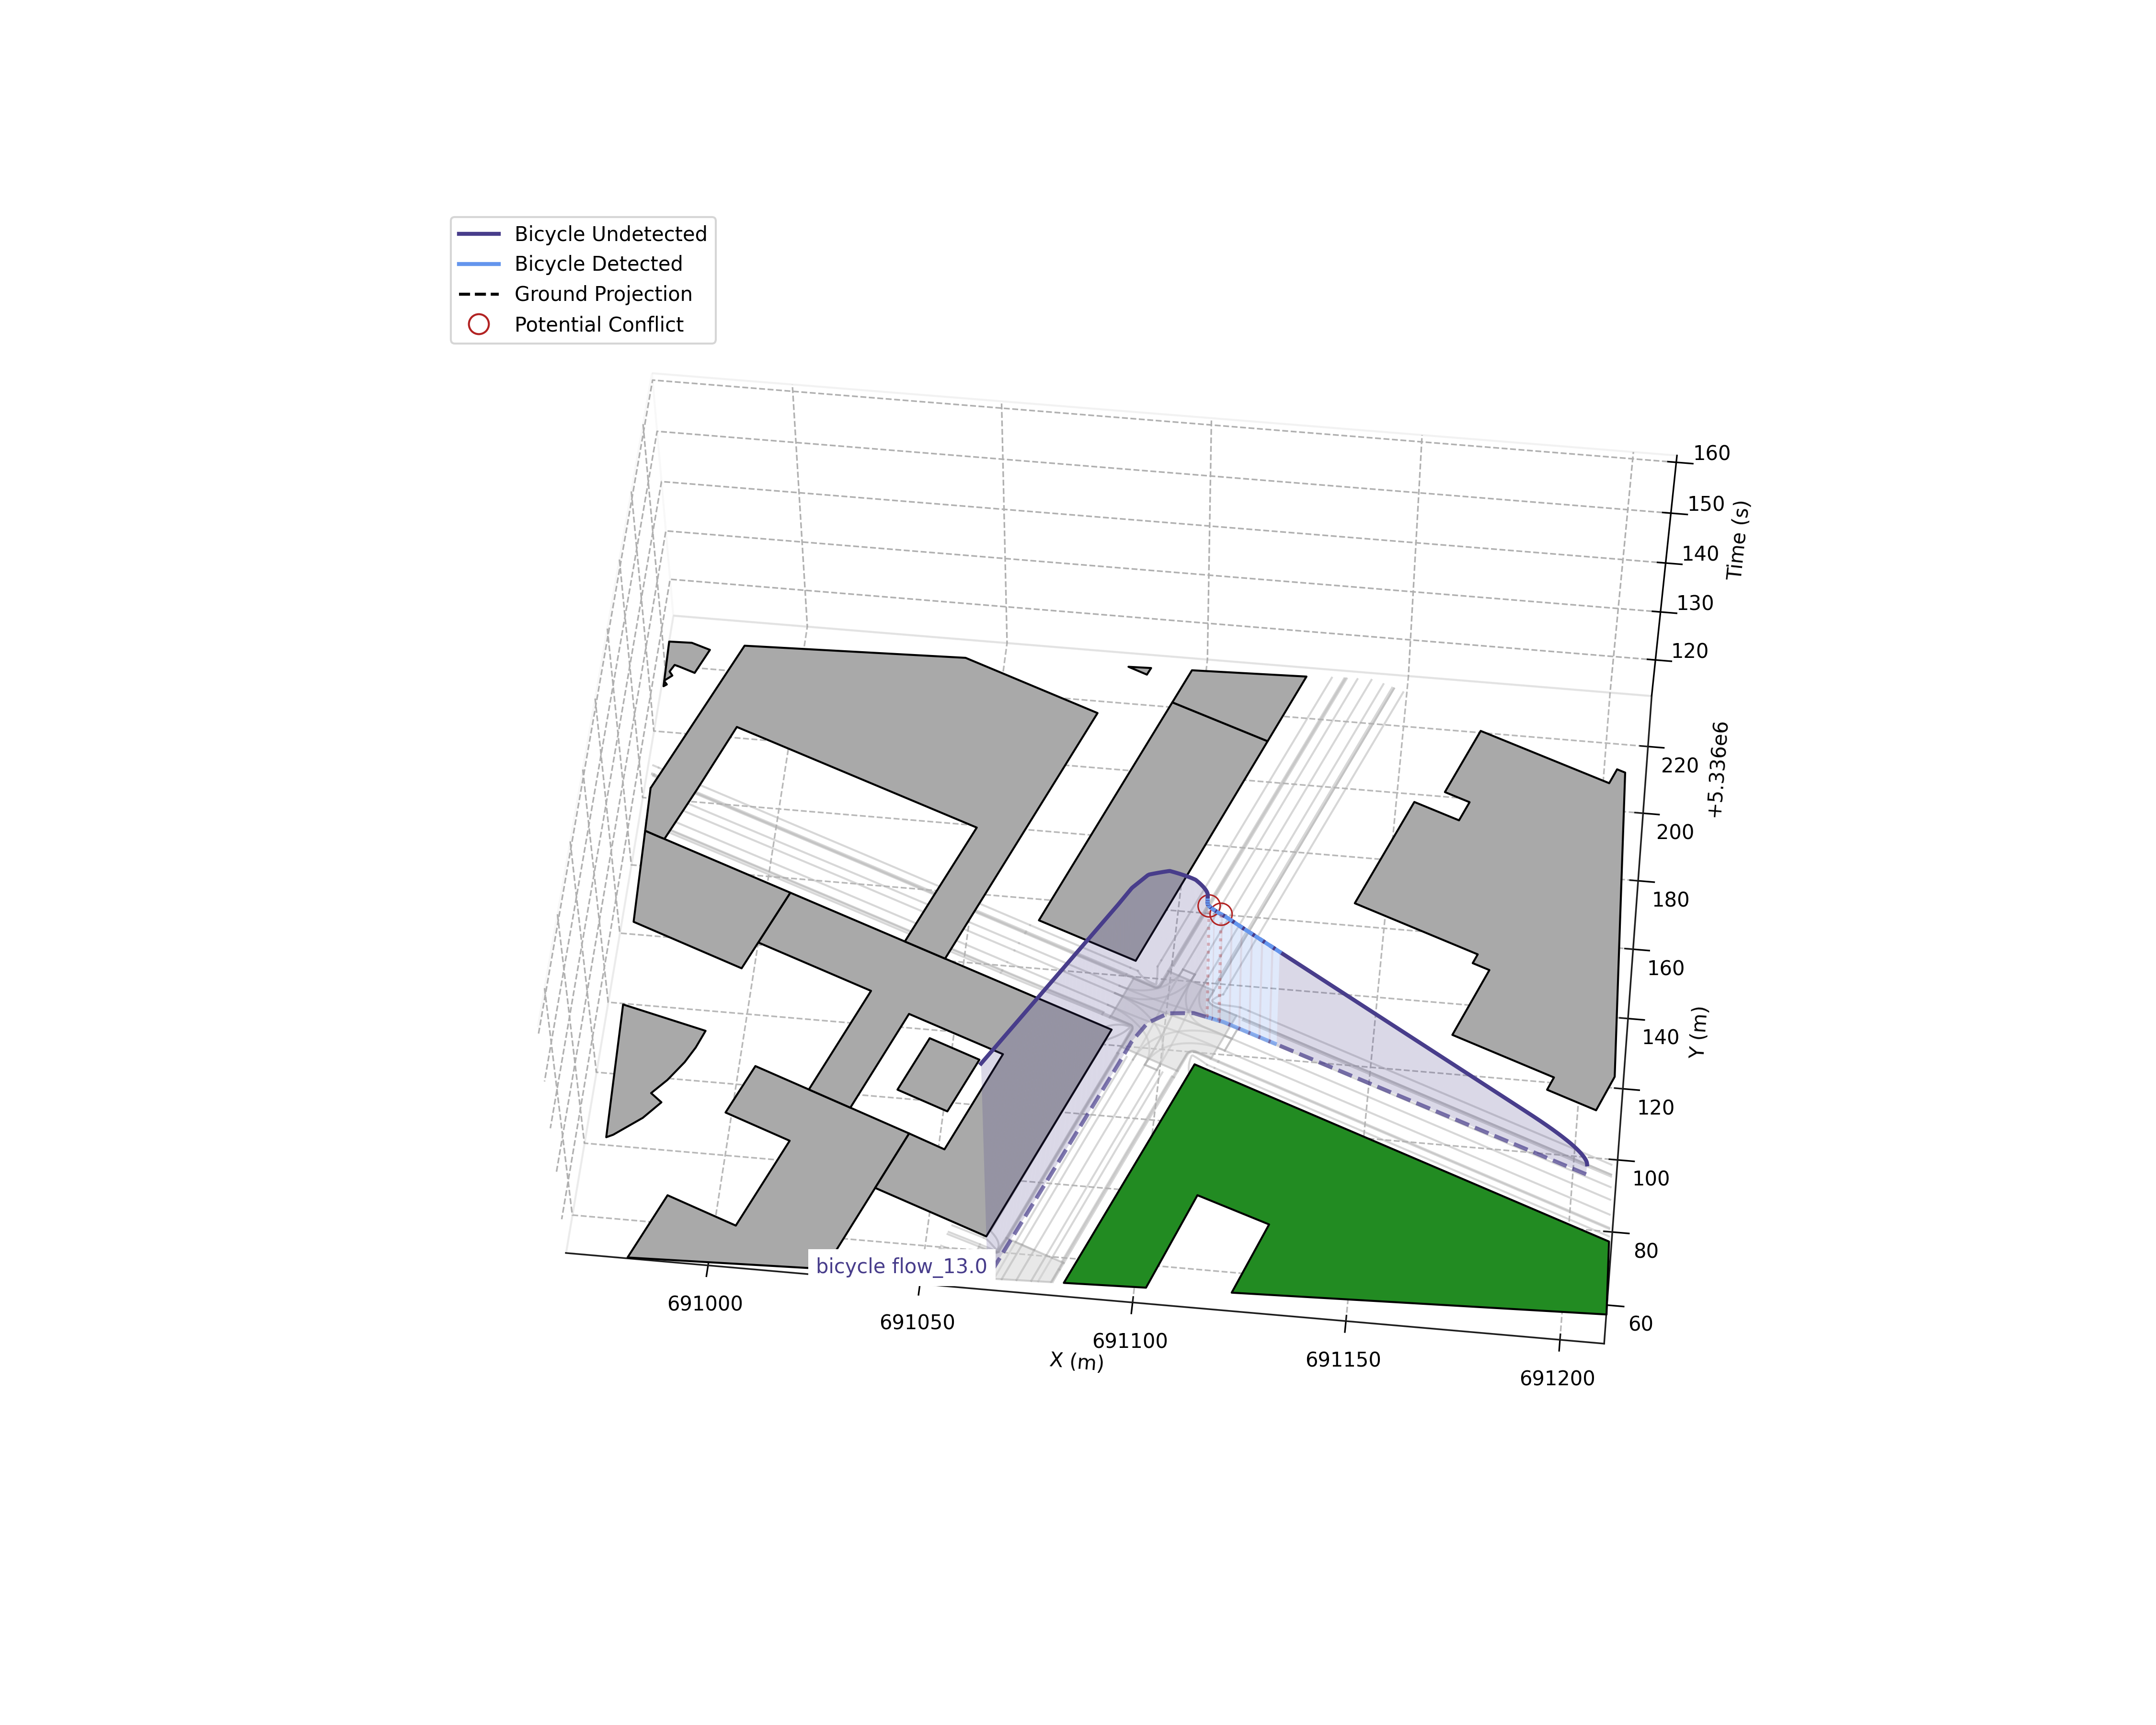 Bicycle Undetected
Bicycle Detected
Ground Projection
Potential Conflict
160
150
140
130
120
Time (s)
+5.336e6
220
200
180
160
140
120
100
80
60
Y (m)
bicycle flow_13.0
691000
691050
691100
691150
691200
X (m)